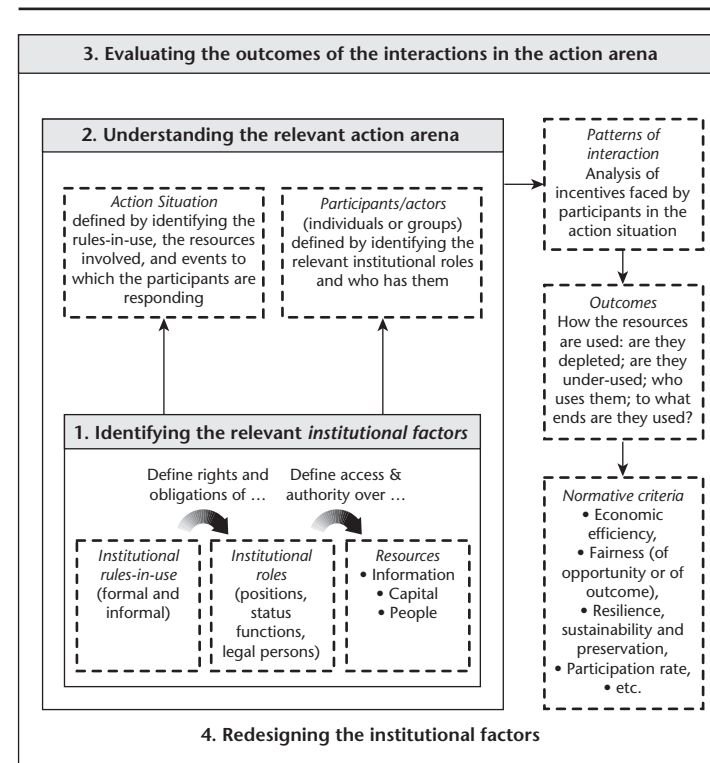 3. Evaluating the outcomes of the interactions in the action arena
2. Understanding the relevant action arena
Action Situation
defined by identifying the
rules-in-use, the resources
involved, and events to
which the participants are
responding
Participants/actors
(individuals or groups)
defined by identifying the
relevant institutional roles
and who has them
1. Identifying the relevant institutional factors
Define rights and
obligations of …
Define access &
authority over …
Institutional
rules-in-use
(formal and
informal)
Institutional
roles
(positions,
status
functions,
legal persons)
Resources
• Information
• Capital
• People
Patterns of
interaction
Analysis of
incentives faced by
participants in the
action situation
Outcomes
How the resources
are used: are they
depleted; are they
under-used; who
uses them; to what
ends are they used?
Normative criteria
• Economic
efficiency,
• Fairness (of
opportunity or of
outcome),
• Resilience,
sustainability and
preservation,
• Participation rate,
• etc.
4. Redesigning the institutional factors